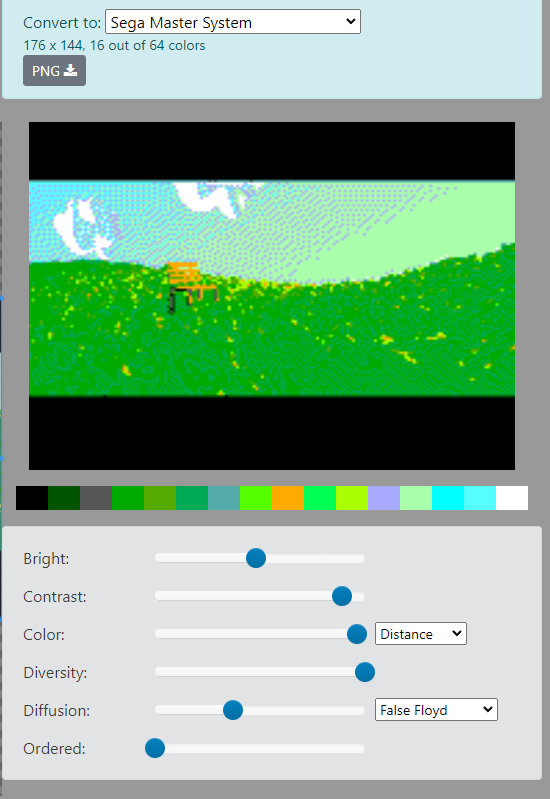 Convert to: Sega Master System
176 x 144, 16 out of 64 colors
PNG
Bright:
Contrast:
Color: Distance
Diversity:
Diffusion: False Floyd
Ordered: